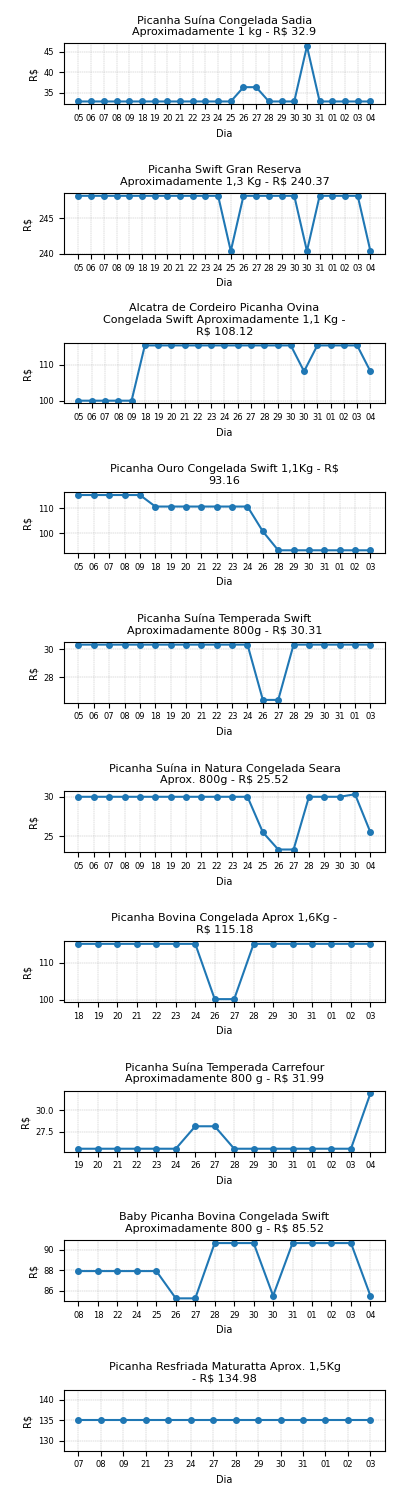 Picanha Suína Congelada Sadia
Aproximadamente 1 kg - R$ 32.9
45
40
35
R$
05 06 07 08 09 18 19 20 21 22 23 24 25 26 27 28 29 30 30 31 01 02 03 04
Dia
Picanha Swift Gran Reserva
Aproximadamente 1,3 Kg - R$ 240.37
245
240
R$
05 06 07 08 09 18 19 20 21 22 23 24 25 26 27 28 29 30 30 31 01 02 03 04
Dia
Alcatra de Cordeiro Picanha Ovina
Congelada Swift Aproximadamente 1,1 Kg -
R$ 108.12
110
100
R$
05 06 07 08 09 18 19 20 21 22 23 24 26 27 28 29 30 30 31 01 02 03 04
Dia
Picanha Ouro Congelada Swift 1,1Kg - R$
93.16
110
100
R$
05 06 07 08 09 18 19 20 21 22 23 24 26 28 29 30 31 01 02 03
Dia
Picanha Suína Temperada Swift
Aproximadamente 800g - R$ 30.31
30
28
R$
05 06 07 08 09 18 19 20 21 22 23 24 26 27 28 29 30 31 01 03
Dia
Picanha Suína in Natura Congelada Seara
Aprox. 800g - R$ 25.52
30
25
R$
05 06 07 08 09 18 19 20 21 22 23 24 25 26 27 28 29 30 30 04
Dia
Picanha Bovina Congelada Aprox 1,6Kg -
R$ 115.18
110
100
R$
18 19 20 21 22 23 24 26 27 28 29 30 31 01 02 03
Dia
Picanha Suína Temperada Carrefour
Aproximadamente 800 g - R$ 31.99
30.0
27.5
R$
19 20 21 22 23 24 26 27 28 29 30 31 01 02 03 04
Dia
Baby Picanha Bovina Congelada Swift
Aproximadamente 800 g - R$ 85.52
90
88
86
R$
08 18 22 24 25 26 27 28 29 30 30 31 01 02 03 04
Dia
Picanha Resfriada Maturatta Aprox. 1,5Kg
- R$ 134.98
140
135
130
R$
07 08 09 21 23 24 27 28 29 30 31 01 02 03
Dia